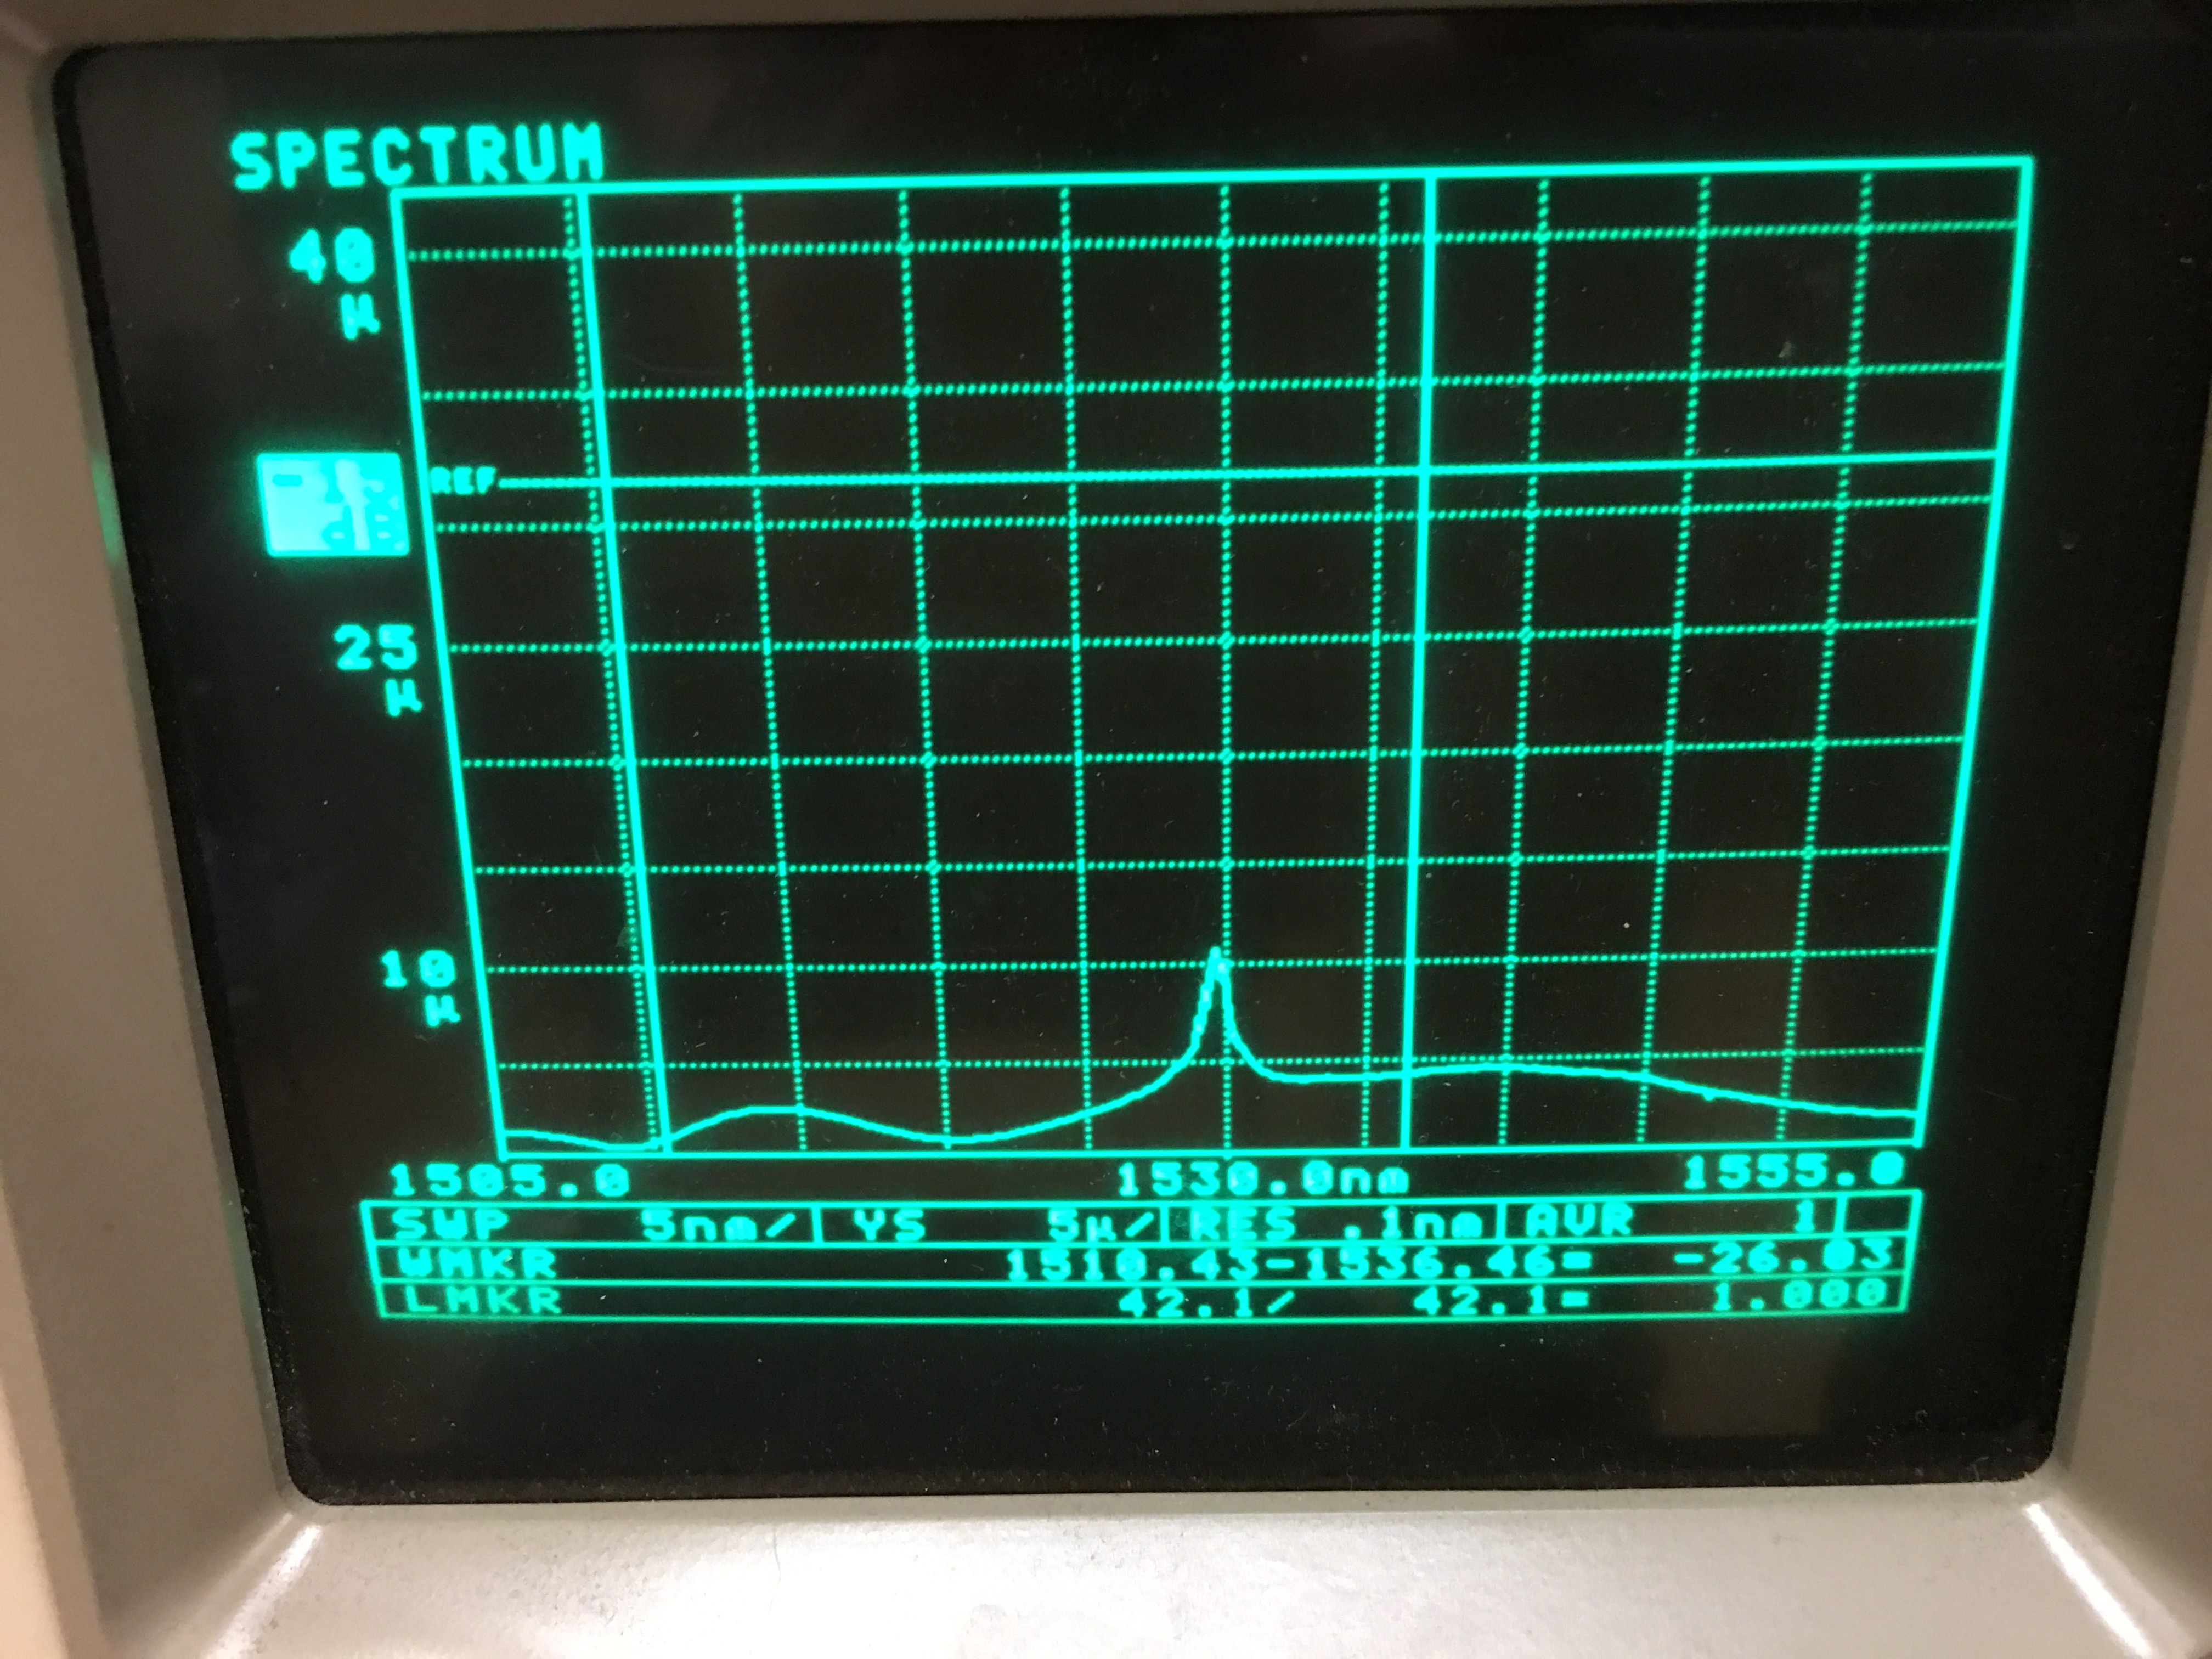 SPECTRUM
40
µ
REF
25
µ
10
µ
1505.0 1530.0nm 1555.0
SWP 5nm/ YS 5µ/ RES .1nm AVR 1
WMKR 1510.43-1536.46= -26.03
LMKR 42.1/ 42.1= 1.000